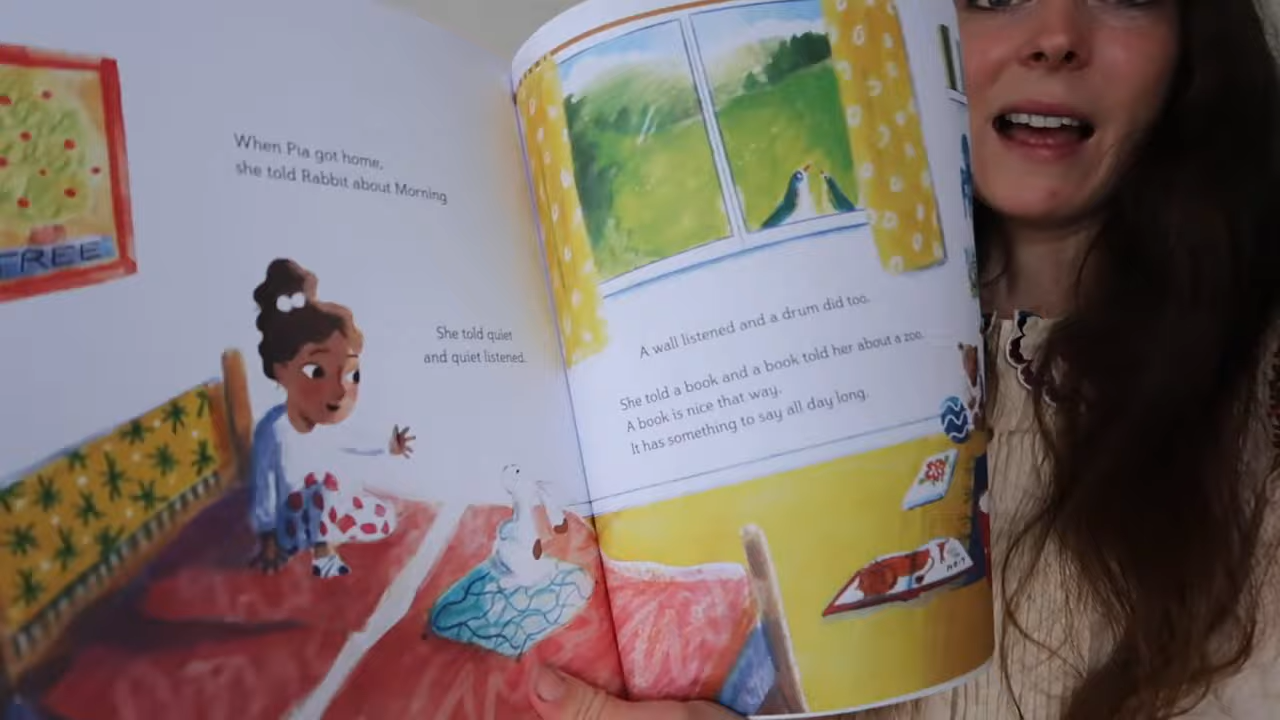 TREE
When Pia got home,
she told Rabbit about Morning
She told quiet
and quiet listened.
A wall listened and a drum did too.
She told a book and a book told her about a zoo.
A book is nice that way.
It has something to say all day long.